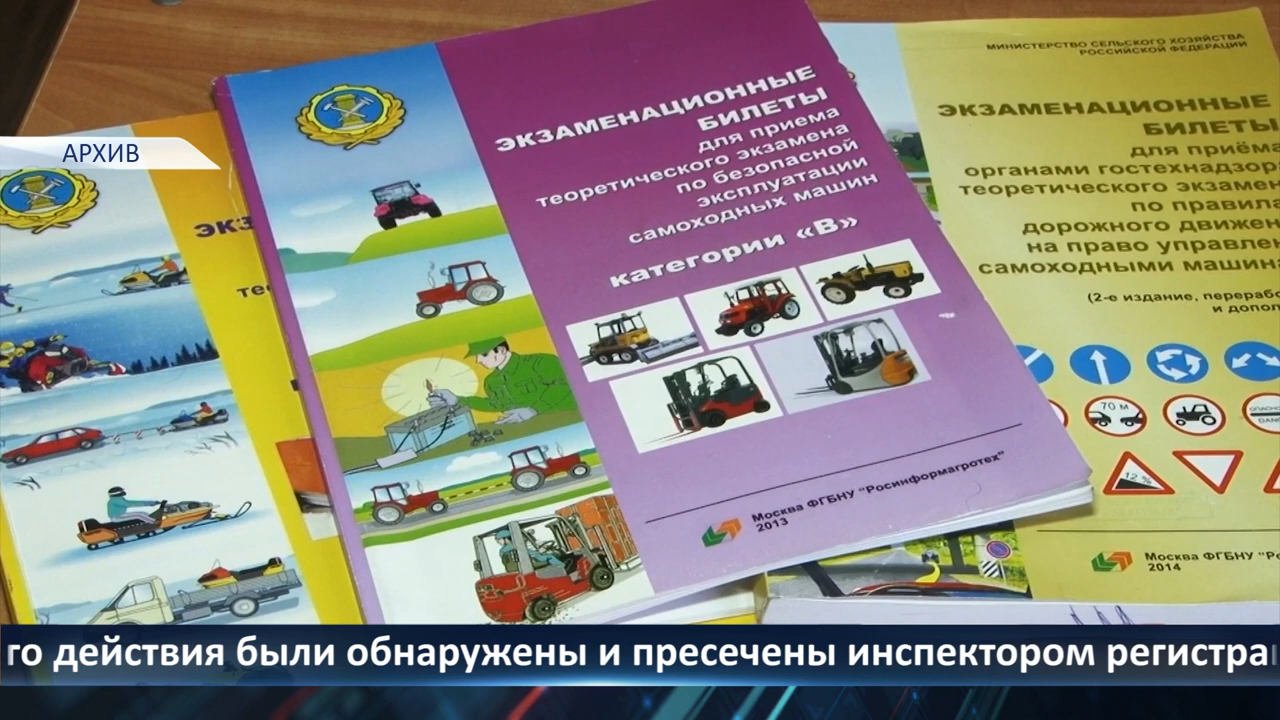 АРХИВ
ЭКЗАМЕНАЦИОННЫЕ
БИЛЕТЫ
для приема
теоретического экзамена
по безопасной
эксплуатации
самоходных машин
категории «В»
Москва ФГБНУ "Росинформагротех"
2013
МИНИСТЕРСТВО СЕЛЬСКОГО ХОЗЯЙСТВА
РОССИЙСКОЙ ФЕДЕРАЦИИ
ЭКЗАМЕНАЦИОННЫЕ
БИЛЕТЫ
для приёма
органами гостехнадзор
теоретического экзамен
по правила
дорожного движен
на право управлен
самоходными машина
(2-е издание, перерабо
и допол
70 м
12 %
Москва ФГБНУ "Р
2014
го действия были обнаружены и пресечены инспектором регистра